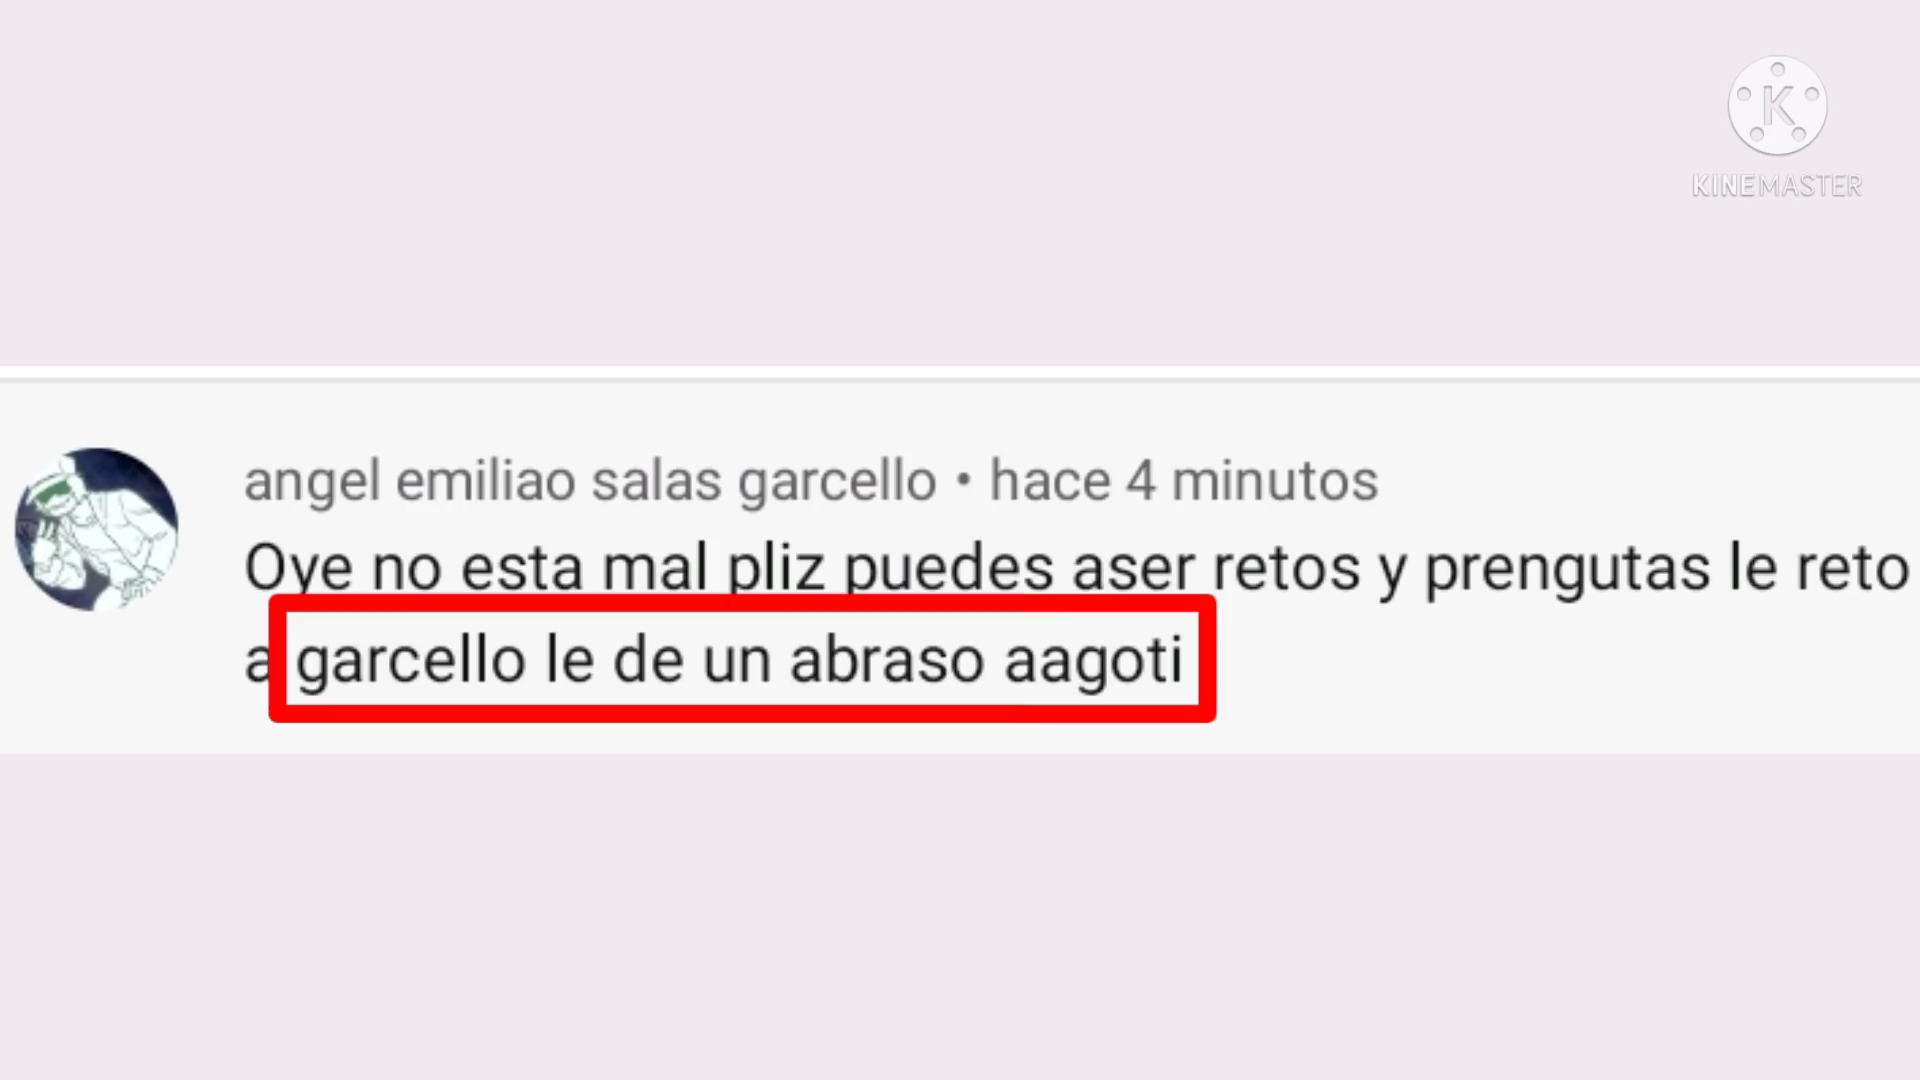 K
KINEMASTER
angel emiliao salas garcello • hace 4 minutos
Oye no esta mal pliz puedes aser retos y prengutas le reto
a garcello le de un abraso aagoti